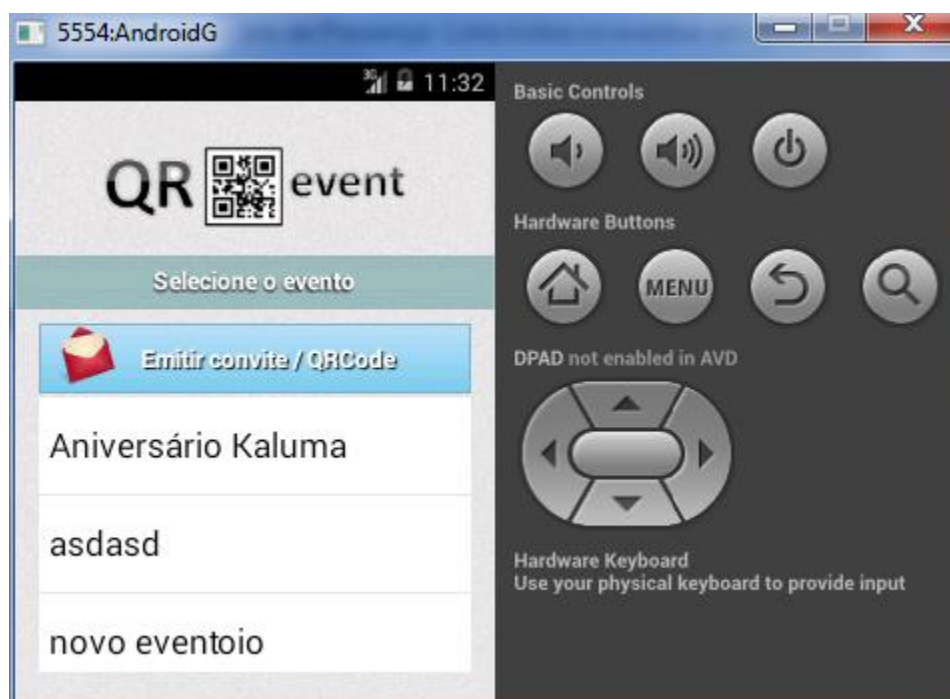 5554:AndroidG
3G 11:32
QR event
Selecione o evento
Emitir convite / QRCode
Aniversário Kaluma
asdasd
novo eventoio
Basic Controls
Hardware Buttons
MENU
DPAD not enabled in AVD
Hardware Keyboard
Use your physical keyboard to provide input